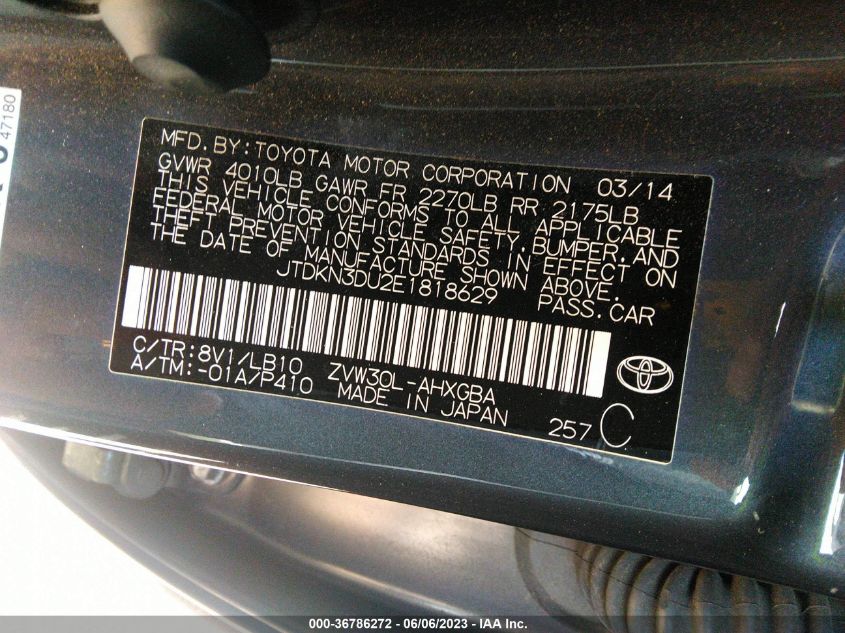 47180
MFD.BY:TOYOTA MOTOR CORPORATION 03/14
GVWR 4010LB GAWR FR 2270LB RR 2175LB
THIS VEHICLE CONFORMS TO ALL APPLICABLE
FEDERAL MOTOR VEHICLE SAFETY,BUMPER,AND
THEFT PREVENTION STANDARDS IN EFFECT ON
THE DATE OF MANUFACTURE SHOWN ABOVE.
JTDKN3DU2E1818629 PASS.CAR
C/TR:8V1/LB10 ZVW30L-AHXGBA
A/TM:-01A/P410 MADE IN JAPAN
257 C
000-36786272 - 06/06/2023 - IAA Inc.